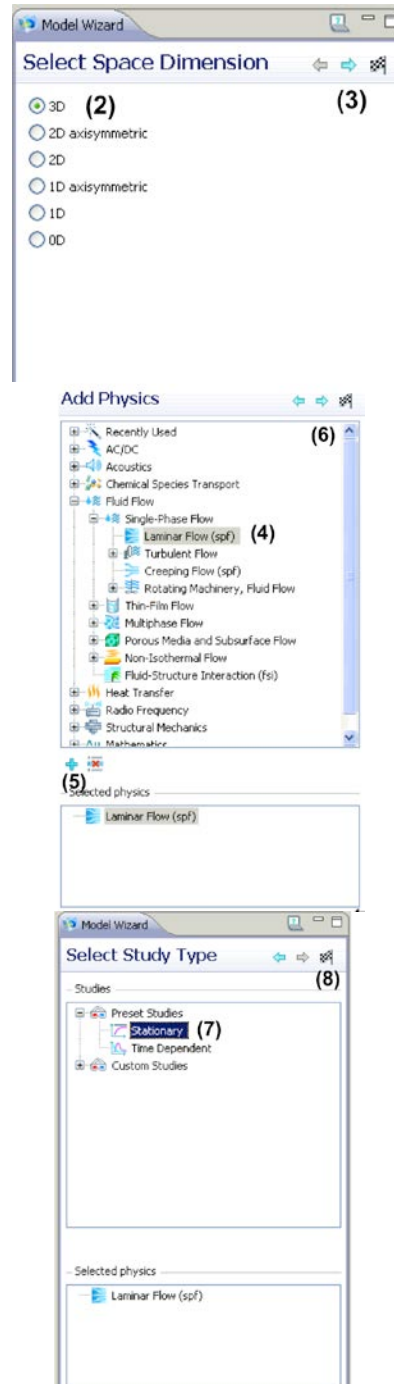 Model Wizard
Select Space Dimension
3D (2) (3)
2D axisymmetric
2D
1D axisymmetric
1D
0D
Add Physics
Recently Used (6)
AC/DC
Acoustics
Chemical Species Transport
Fluid Flow
Single-Phase Flow
Laminar Flow (spf) (4)
Turbulent Flow
Creeping Flow (spf)
Rotating Machinery, Fluid Flow
Thin-Film Flow
Multiphase Flow
Porous Media and Subsurface Flow
Non-Isothermal Flow
Fluid-Structure Interaction (fsi)
Heat Transfer
Radio Frequency
Structural Mechanics
Mathematics
(5)
Selected physics
Laminar Flow (spf)
Model Wizard
Select Study Type
(8)
Studies
Preset Studies
Stationary (7)
Time Dependent
Custom Studies
Selected physics
Laminar Flow (spf)